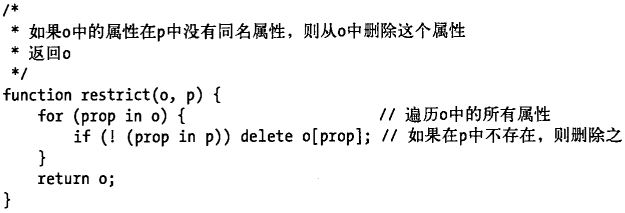 /*
 * 如果o中的属性在p中没有同名属性，则从o中删除这个属性
 * 返回o
 */
function restrict(o, p) {
    for (prop in o) {                         // 遍历o中的所有属性
        if (! (prop in p)) delete o[prop]; // 如果在p中不存在，则删除之
    }
    return o;
}